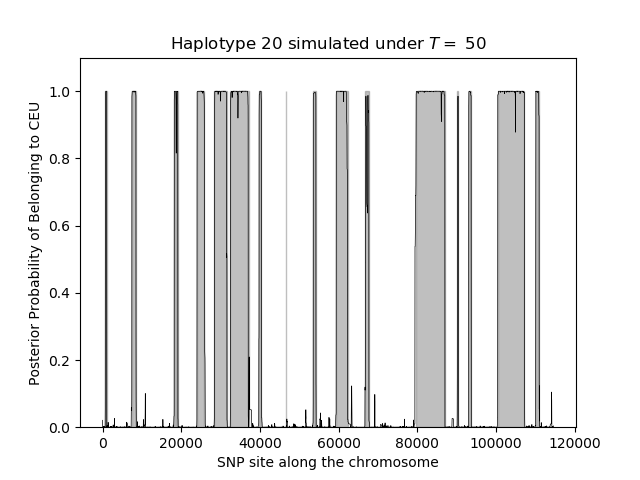 Haplotype 20 simulated under T = 50
Posterior Probability of Belonging to CEU
1.0
0.8
0.6
0.4
0.2
0.0
0 20000 40000 60000 80000 100000 120000
SNP site along the chromosome